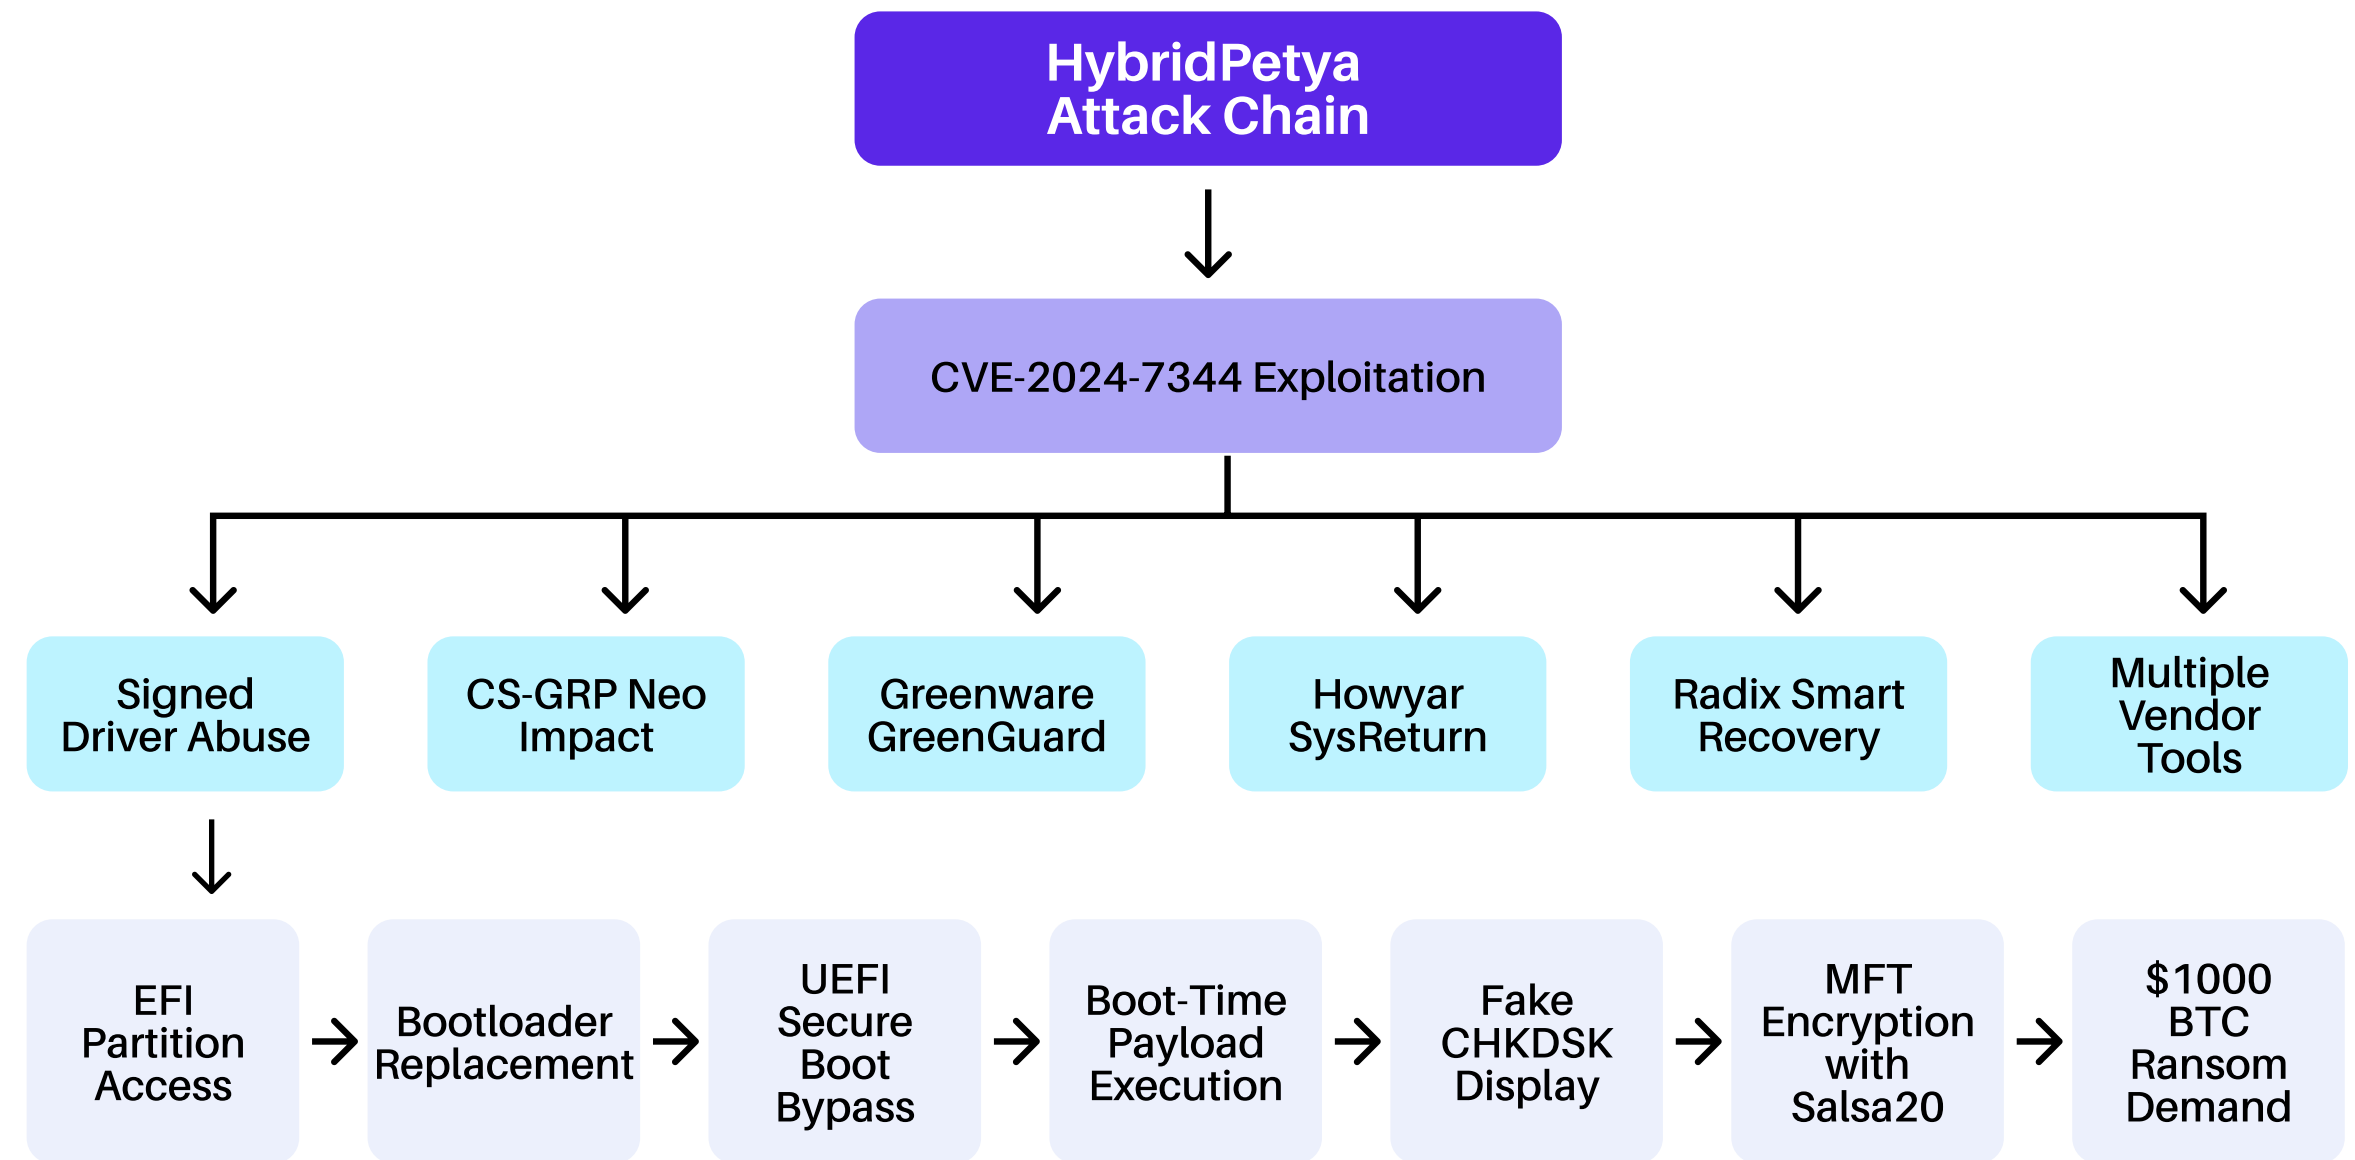 HybridPetya
Attack Chain
CVE-2024-7344 Exploitation
Signed
Driver Abuse
CS-GRP Neo
Impact
Greenware
GreenGuard
Howyar
SysReturn
Radix Smart
Recovery
Multiple
Vendor
Tools
EFI
Partition
Access
Bootloader
Replacement
UEFI
Secure
Boot
Bypass
Boot-Time
Payload
Execution
Fake
CHKDSK
Display
MFT
Encryption
with
Salsa20
$1000
BTC
Ransom
Demand